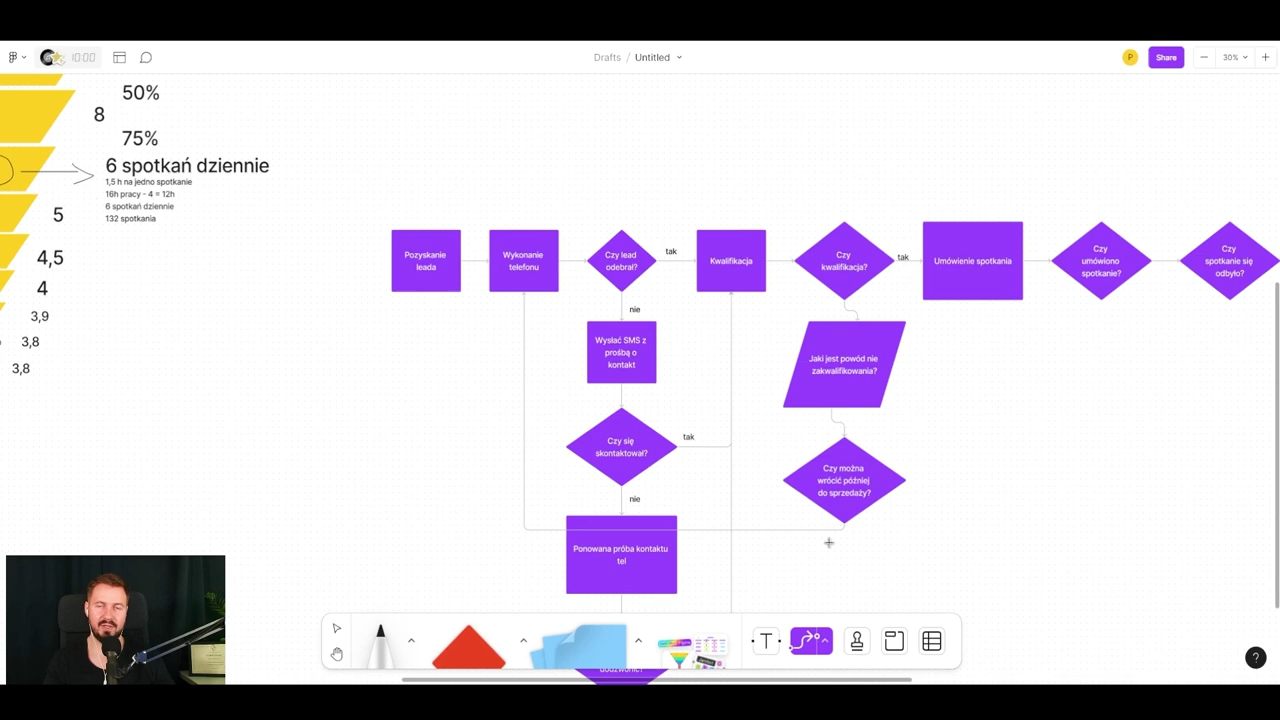 10:00
Drafts / Untitled
P
Share
30%
50%
8
75%
6 spotkań dziennie
1,5 h na jedno spotkanie
16h pracy - 4 = 12h
6 spotkań dziennie
132 spotkania
5
4,5
4
3,9
3,8
3,8
Pozyskanie
leada
Wykonanie
telefonu
Czy lead
odebrał?
tak
Kwalifikacja
Czy
kwalifikacja?
tak
Umówienie spotkania
Czy
umówiono
spotkanie?
Czy
spotkanie się
odbyło?
nie
Wysłać SMS z
prośbą o
kontakt
Jaki jest powód nie
zakwalifikowania?
Czy się
skontaktował?
tak
Czy można
wrócić później
do sprzedaży?
nie
Ponowana próba kontaktu
tel
T
?